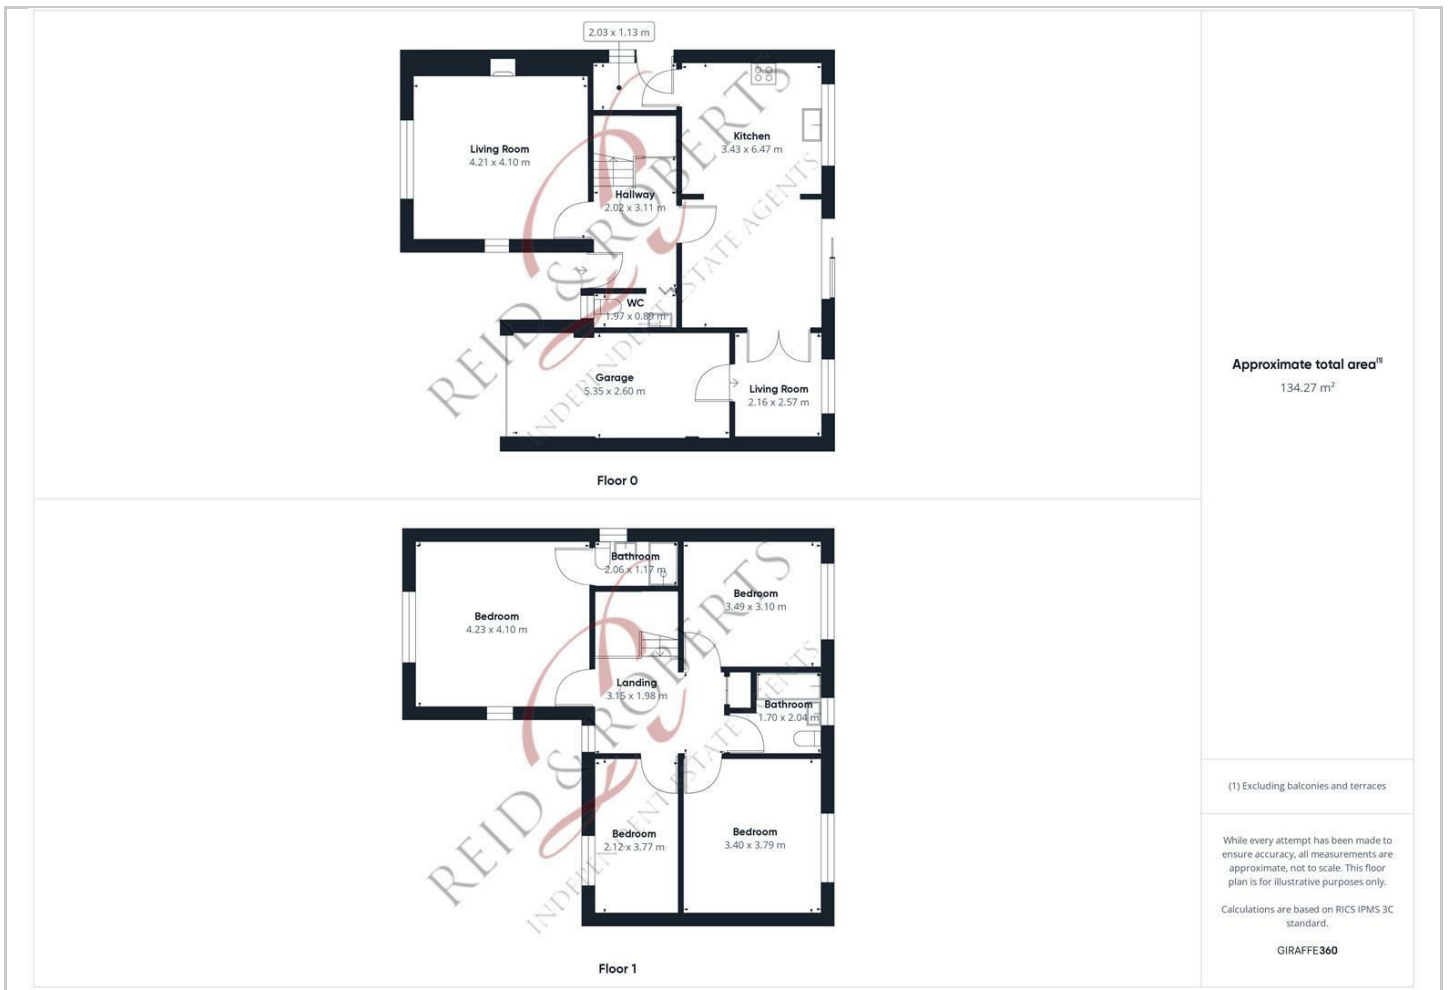 2.03 x 1.13 m
Living Room
4.21 x 4.10 m
Kitchen
3.43 x 6.47 m
Hallway
2.02 x 3.11 m
WC
1.97 x 0.89 m
Garage
5.35 x 2.60 m
Living Room
2.16 x 2.57 m
Floor 0
REID & ROBERTS
INDEPENDENT ESTATE AGENTS
Approximate total area(1)
134.27 m²
Bathroom
2.06 x 1.17 m
Bedroom
4.23 x 4.10 m
Bedroom
3.49 x 3.10 m
Landing
3.15 x 1.98 m
Bathroom
1.70 x 2.04 m
Bedroom
2.12 x 3.77 m
Bedroom
3.40 x 3.79 m
Floor 1
REID & ROBERTS
INDEPENDENT ESTATE AGENTS
(1) Excluding balconies and terraces
While every attempt has been made to
ensure accuracy, all measurements are
approximate, not to scale. This floor
plan is for illustrative purposes only.
Calculations are based on RICS IPMS 3C
standard.
GIRAFFE360